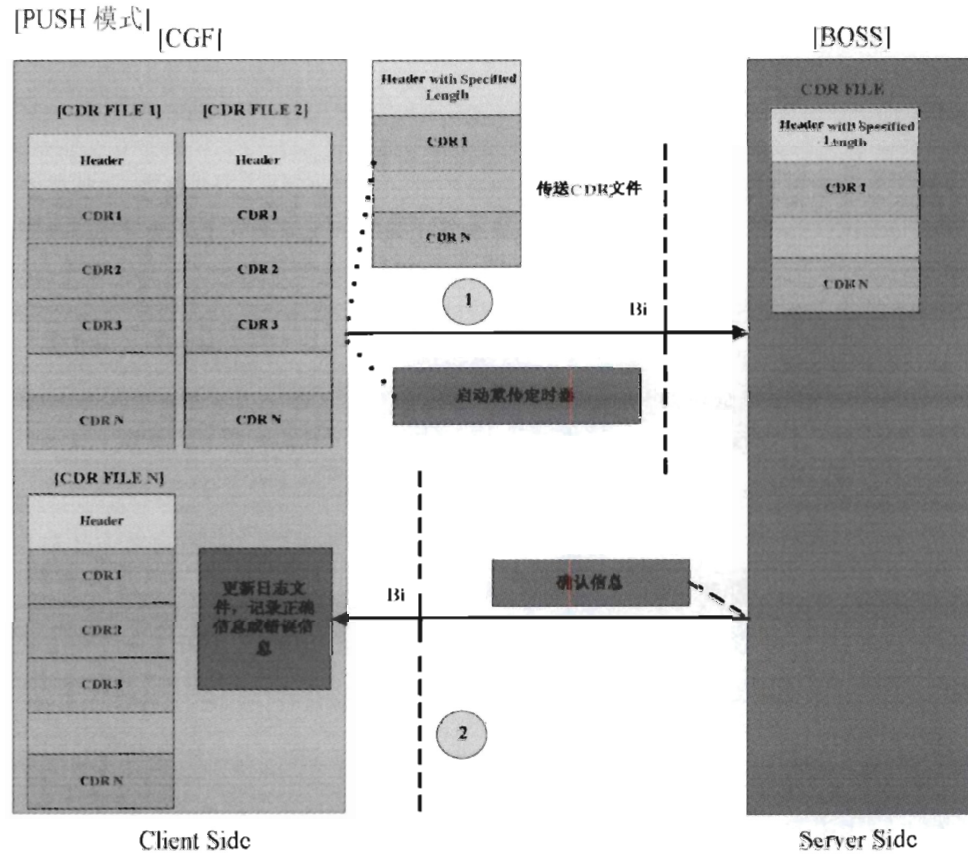 [PUSH 模式]
[CGF]
[BOSS]
[CDR FILE 1]
Header
CDR1
CDR2
CDR3
CDR N
[CDR FILE 2]
Header
CDR 1
CDR 2
CDR 3
CDR N
Header with Specified
Length
CDR 1
CDR N
传送CDR文件
1
Bi
启动重传定时器
CDR FILE
Header with Specified
Length
CDR 1
CDR N
[CDR FILE N]
Header
CDR1
CDR2
CDR3
CDR N
更新日志文
件，记录正确
信息或错误信
息
Bi
确认信息
2
Client Side
Server Side